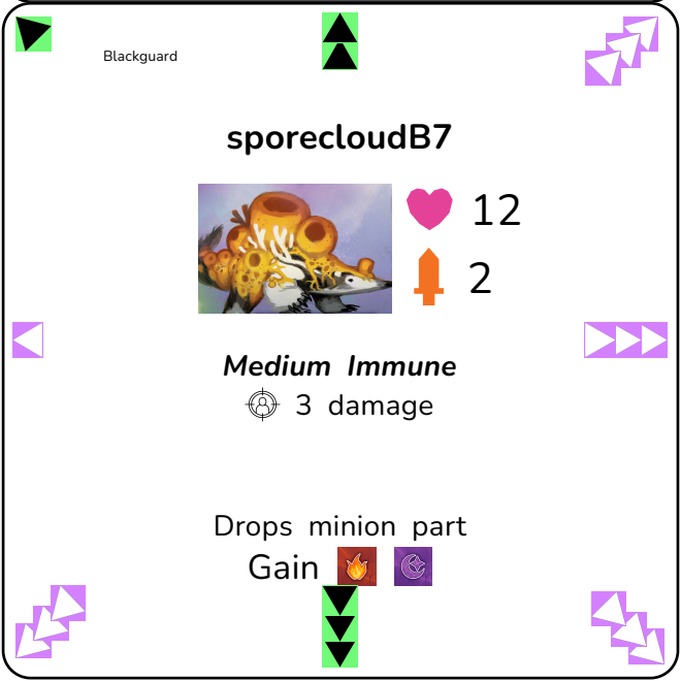 Blackguard
sporecloudB7
12
2
Medium Immune
3 damage
Drops minion part
Gain